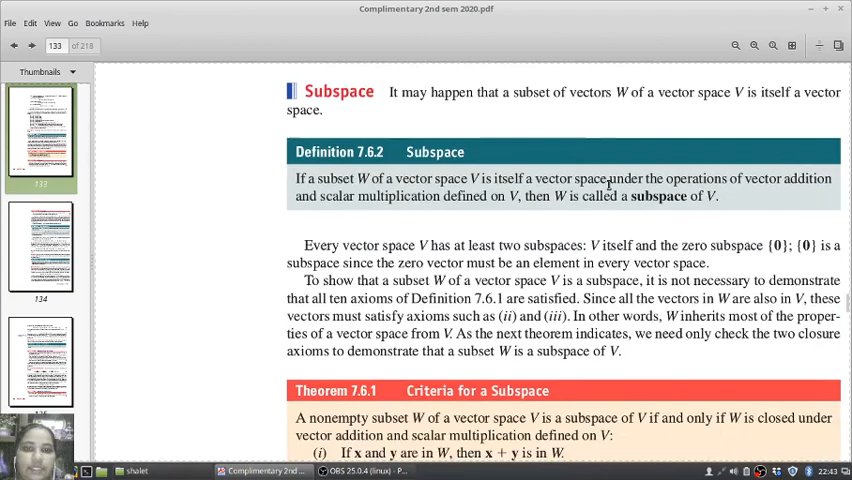 Complimentary 2nd sem 2020.pdf
File Edit View Go Bookmarks Help
133 of 218
Thumbnails
Subspace It may happen that a subset of vectors W of a vector space V is itself a vector
space.
Definition 7.6.2 Subspace
If a subset W of a vector space V is itself a vector space under the operations of vector addition
and scalar multiplication defined on V, then W is called a subspace of V.
Every vector space V has at least two subspaces: V itself and the zero subspace {0}; {0} is a
subspace since the zero vector must be an element in every vector space.
To show that a subset W of a vector space V is a subspace, it is not necessary to demonstrate
that all ten axioms of Definition 7.6.1 are satisfied. Since all the vectors in W are also in V, these
vectors must satisfy axioms such as (ii) and (iii). In other words, W inherits most of the proper-
ties of a vector space from V. As the next theorem indicates, we need only check the two closure
axioms to demonstrate that a subset W is a subspace of V.
Theorem 7.6.1 Criteria for a Subspace
A nonempty subset W of a vector space V is a subspace of V if and only if W is closed under
vector addition and scalar multiplication defined on V:
(i) If x and y are in W, then x + y is in W.
133
134
shalet
Complimentary 2nd ...
OBS 25.0.4 (linux) - P...
22:43